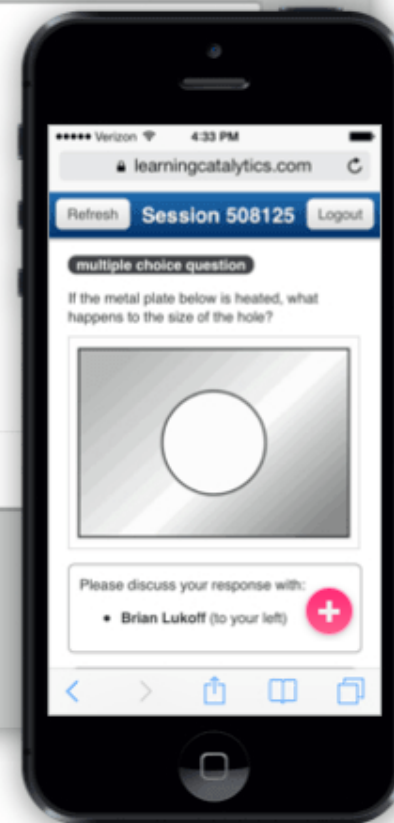 Verizon 4:33 PM
learningcatalytics.com
Refresh Session 508125 Logout
multiple choice question
If the metal plate below is heated, what
happens to the size of the hole?
Please discuss your response with:
• Brian Lukoff (to your left)